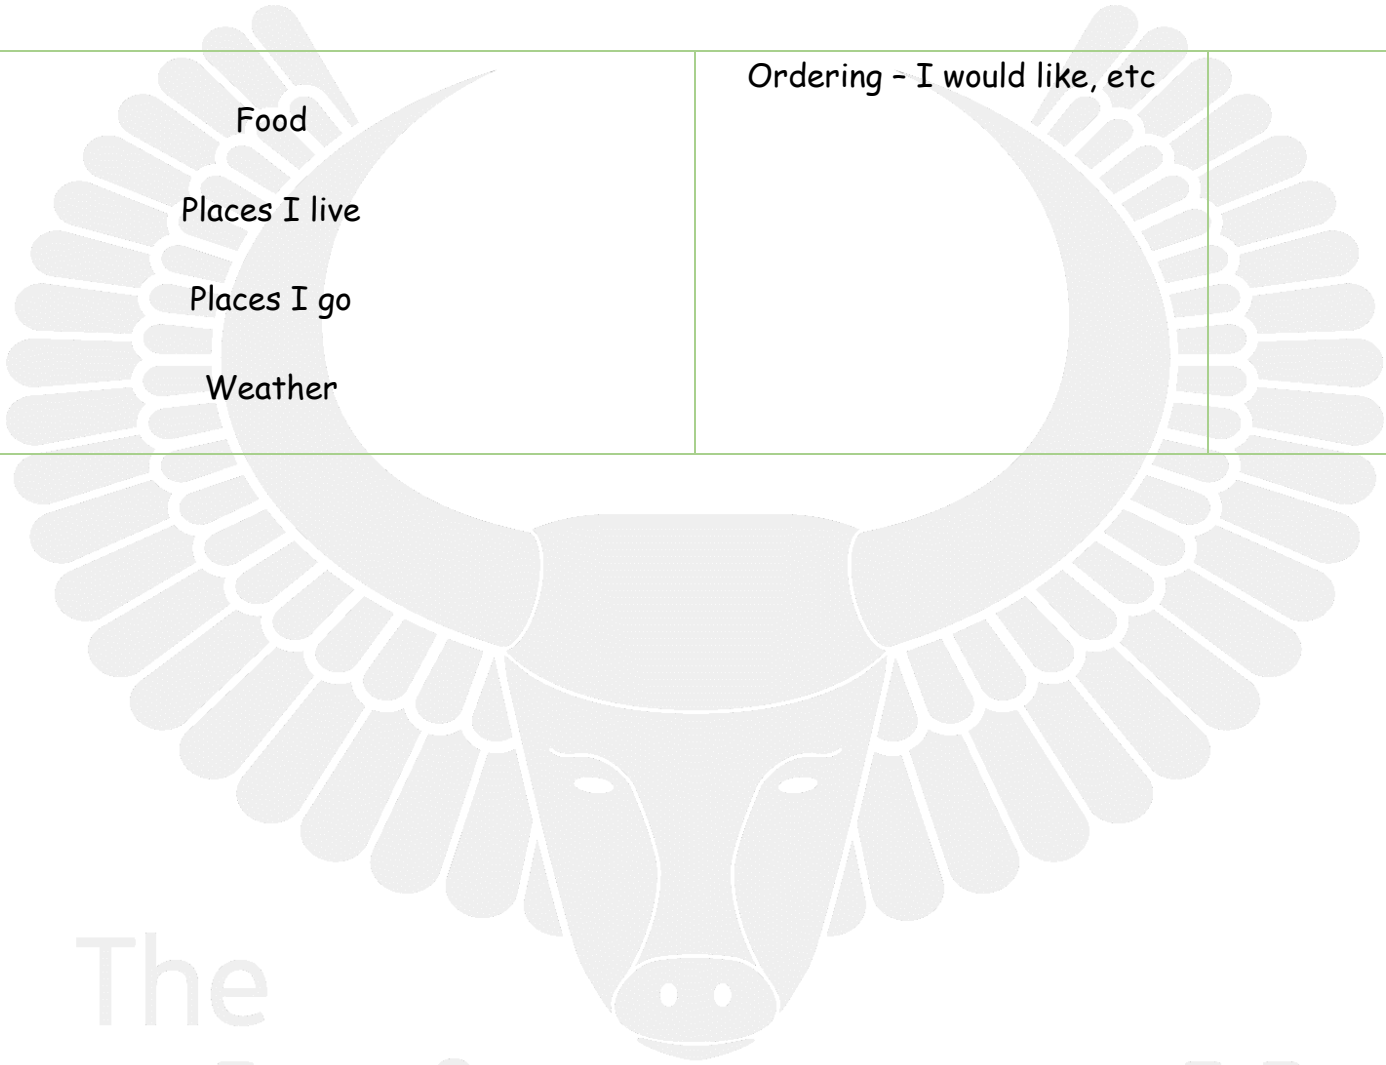 Food
Places I live
Places I go
Weather
Ordering – I would like, etc
The